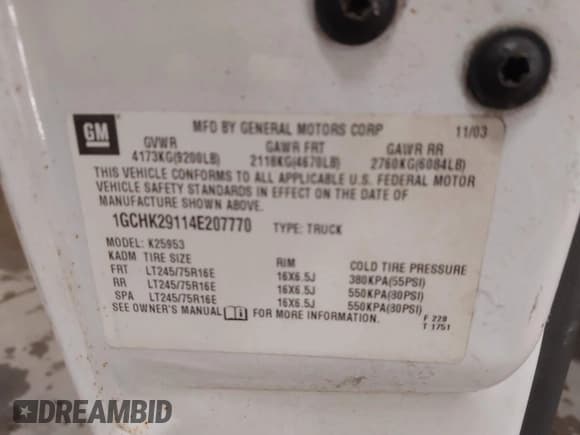 GM
MFD BY GENERAL MOTORS CORP 11/03
GVWR GAWR FRT GAWR RR
4173KG(9200LB) 2118KG(4670LB) 2760KG(6084LB)
THIS VEHICLE CONFORMS TO ALL APPLICABLE U.S. FEDERAL MOTOR
VEHICLE SAFETY STANDARDS IN EFFECT ON THE DATE OF
MANUFACTURE SHOWN ABOVE.
1GCHK29114E207770 TYPE: TRUCK
MODEL: K25953
KADM TIRE SIZE RIM COLD TIRE PRESSURE
FRT LT245/75R16E 16X6.5J 380KPA(55PSI)
RR LT245/75R16E 16X6.5J 550KPA(80PSI)
SPA LT245/75R16E 16X6.5J 550KPA(80PSI)
SEE OWNER'S MANUAL FOR MORE INFORMATION.
F 229
T 1751
DREAMBID